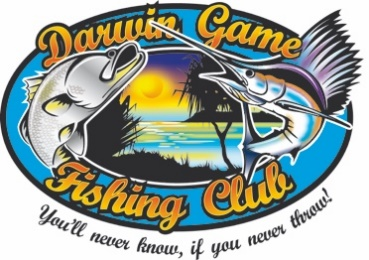 Darwin Game
Fishing Club
You'll never know, if you never throw!